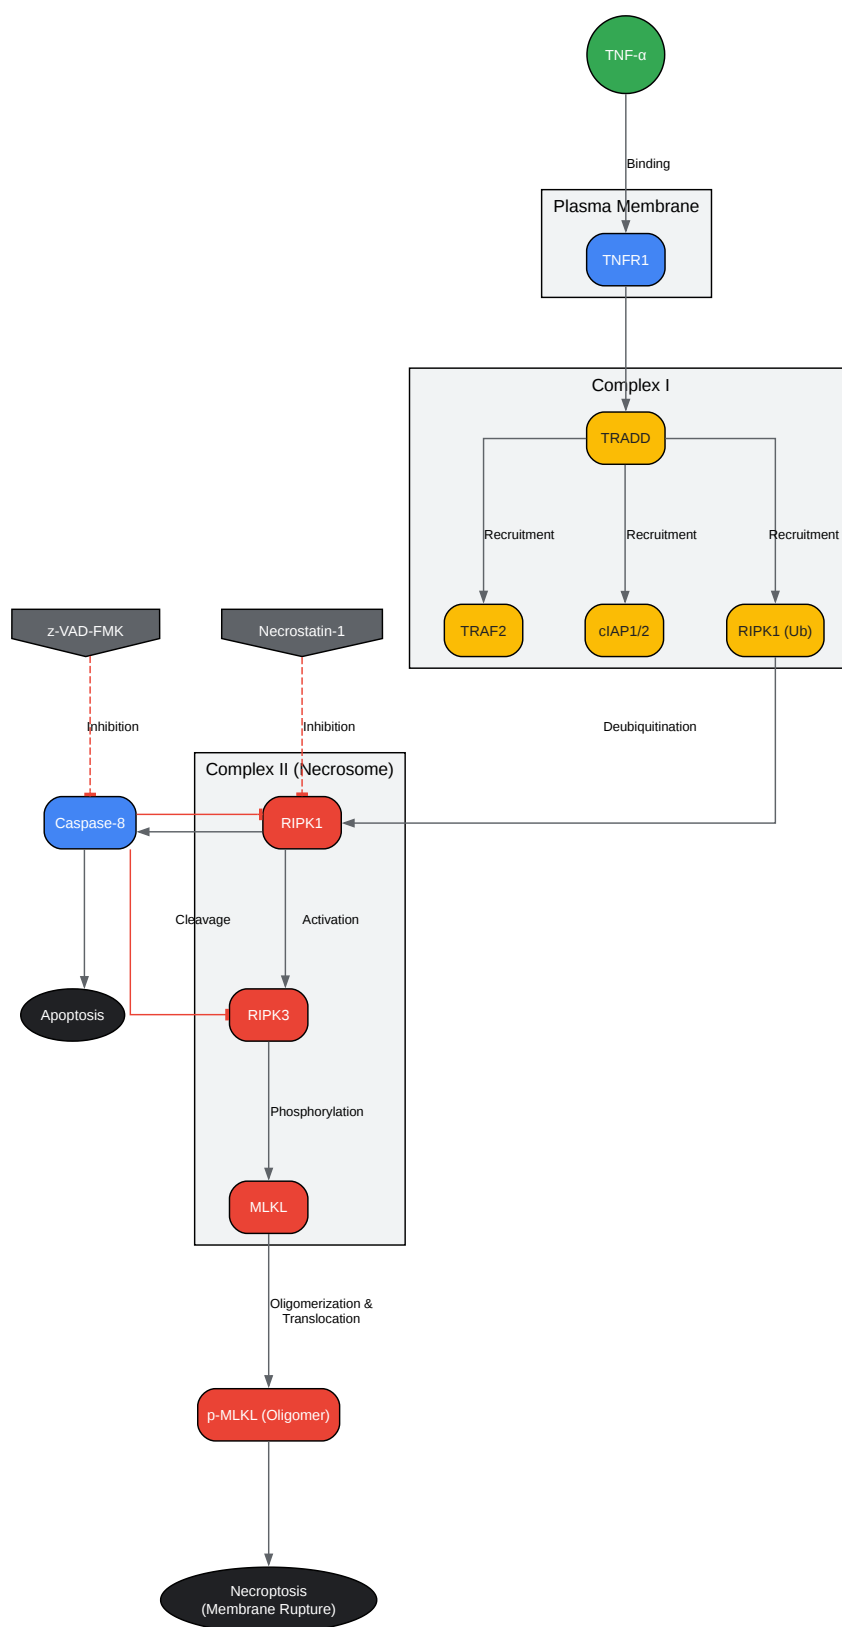 TNF-α
Binding
Plasma Membrane
TNFR1
Complex I
TRADD
Recruitment
Recruitment
Recruitment
TRAF2
cIAP1/2
RIPK1 (Ub)
z-VAD-FMK
Necrostatin-1
Inhibition
Inhibition
Deubiquitination
Complex II (Necrosome)
Caspase-8
RIPK1
Cleavage
Activation
Apoptosis
RIPK3
Phosphorylation
MLKL
Oligomerization &
Translocation
p-MLKL (Oligomer)
Necroptosis
(Membrane Rupture)